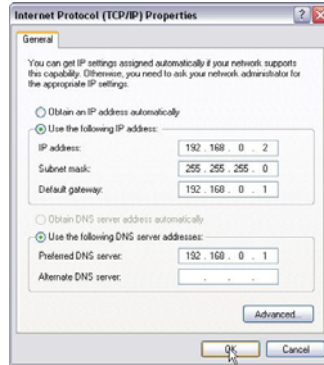 Internet Protocol (TCP/IP) Properties
General
You can get IP settings assigned automatically if your network supports
this capability. Otherwise, you need to ask your network administrator for
the appropriate IP settings.
Obtain an IP address automatically
Use the following IP address:
IP address: 192 . 168 . 0 . 2
Subnet mask: 255 . 255 . 255 . 0
Default gateway: 192 . 168 . 0 . 1
Obtain DNS server address automatically
Use the following DNS server addresses:
Preferred DNS server: 192 . 168 . 0 . 1
Alternate DNS server: . . .
Advanced...
OK Cancel